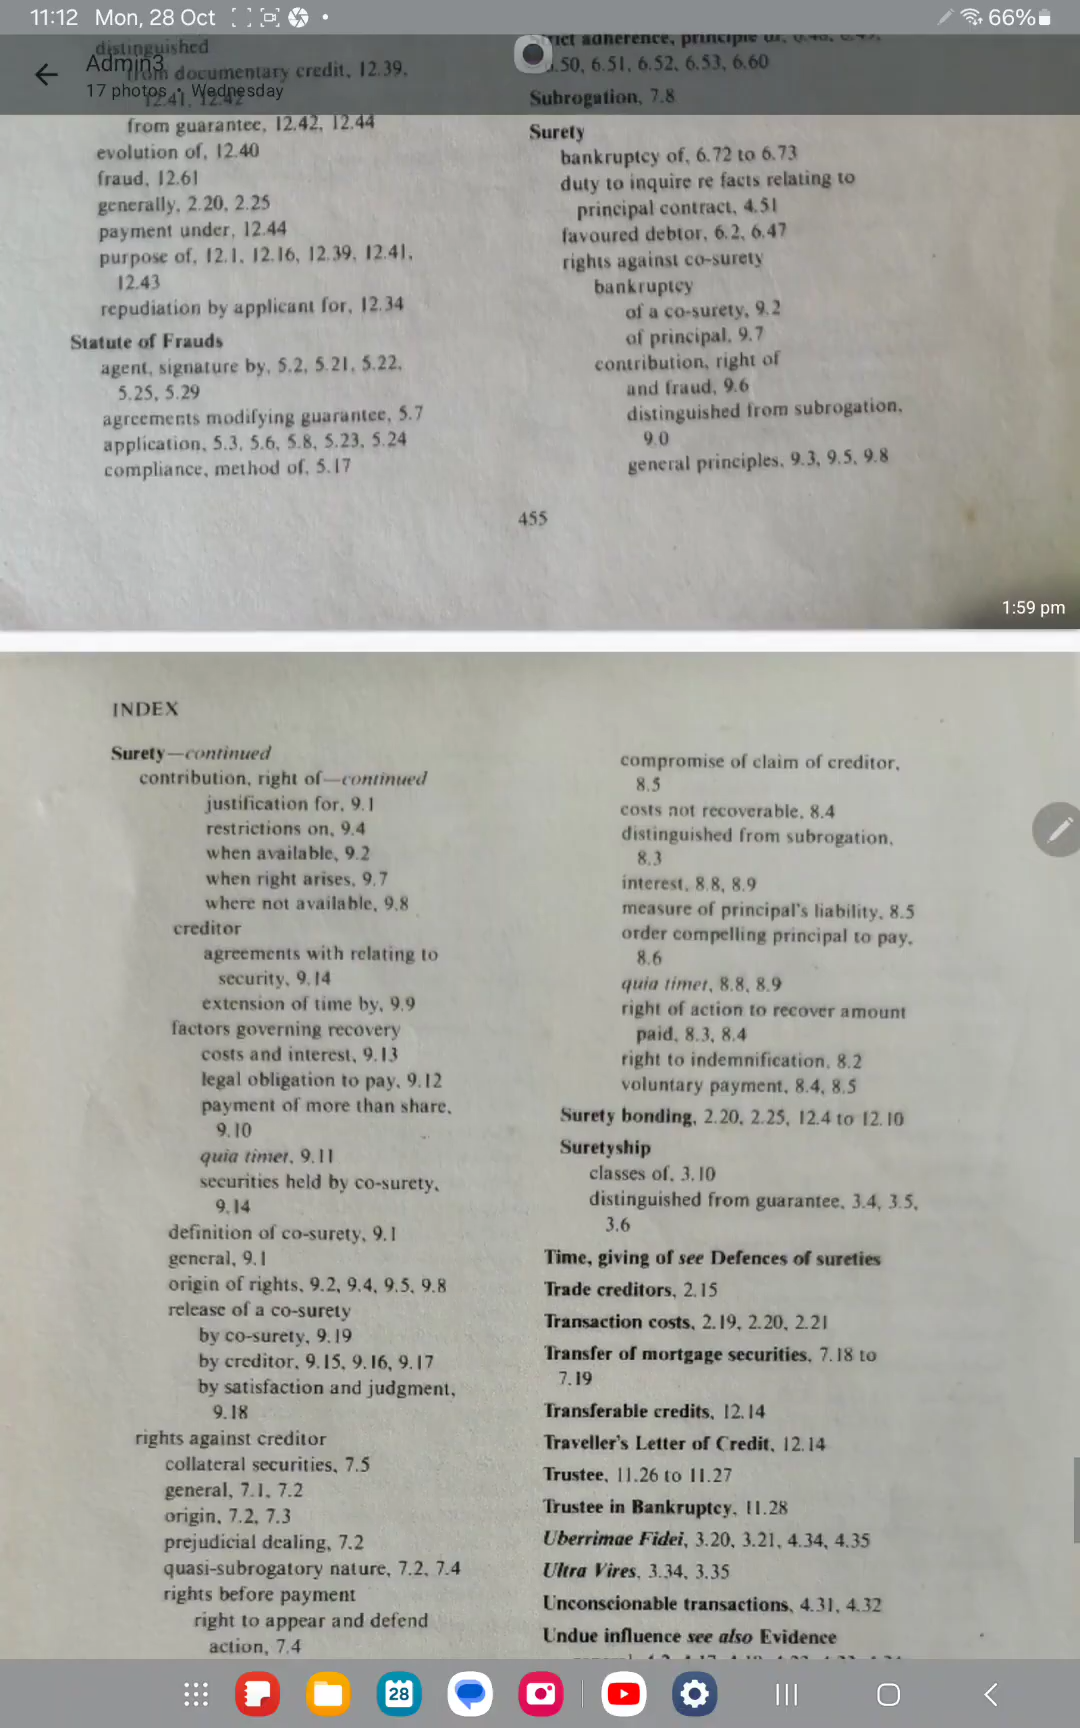 11:12 Mon, 28 Oct
66%
Admin3
17 photos • Wednesday
distinguished
from documentary credit, 12.39,
12.41, 12.42
from guarantee, 12.42, 12.44
evolution of, 12.40
fraud, 12.61
generally, 2.20, 2.25
payment under, 12.44
purpose of, 12.1, 12.16, 12.39, 12.41,
12.43
repudiation by applicant for, 12.34
Statute of Frauds
agent, signature by, 5.2, 5.21, 5.22,
5.25, 5.29
agreements modifying guarantee, 5.7
application, 5.3, 5.6, 5.8, 5.23, 5.24
compliance, method of, 5.17
adherence, principle
.50, 6.51, 6.52, 6.53, 6.60
Subrogation, 7.8
Surety
bankruptcy of, 6.72 to 6.73
duty to inquire re facts relating to
principal contract, 4.51
favoured debtor, 6.2, 6.47
rights against co-surety
bankruptcy
of a co-surety, 9.2
of principal, 9.7
contribution, right of
and fraud, 9.6
distinguished from subrogation,
9.0
general principles, 9.3, 9.5, 9.8
455
1:59 pm
INDEX
Surety—continued
contribution, right of—continued
justification for, 9.1
restrictions on, 9.4
when available, 9.2
when right arises, 9.7
where not available, 9.8
creditor
agreements with relating to
security, 9.14
extension of time by, 9.9
factors governing recovery
costs and interest, 9.13
legal obligation to pay, 9.12
payment of more than share,
9.10
quia timet, 9.11
securities held by co-surety,
9.14
definition of co-surety, 9.1
general, 9.1
origin of rights, 9.2, 9.4, 9.5, 9.8
release of a co-surety
by co-surety, 9.19
by creditor, 9.15, 9.16, 9.17
by satisfaction and judgment,
9.18
rights against creditor
collateral securities, 7.5
general, 7.1, 7.2
origin, 7.2, 7.3
prejudicial dealing, 7.2
quasi-subrogatory nature, 7.2, 7.4
rights before payment
right to appear and defend
action, 7.4
compromise of claim of creditor,
8.5
costs not recoverable, 8.4
distinguished from subrogation,
8.3
interest, 8.8, 8.9
measure of principal's liability, 8.5
order compelling principal to pay,
8.6
quia timet, 8.8, 8.9
right of action to recover amount
paid, 8.3, 8.4
right to indemnification, 8.2
voluntary payment, 8.4, 8.5
Surety bonding, 2.20, 2.25, 12.4 to 12.10
Suretyship
classes of, 3.10
distinguished from guarantee, 3.4, 3.5,
3.6
Time, giving of see Defences of sureties
Trade creditors, 2.15
Transaction costs, 2.19, 2.20, 2.21
Transfer of mortgage securities, 7.18 to
7.19
Transferable credits, 12.14
Traveller's Letter of Credit, 12.14
Trustee, 11.26 to 11.27
Trustee in Bankruptcy, 11.28
Uberrimae Fidei, 3.20, 3.21, 4.34, 4.35
Ultra Vires, 3.34, 3.35
Unconscionable transactions, 4.31, 4.32
Undue influence see also Evidence
28